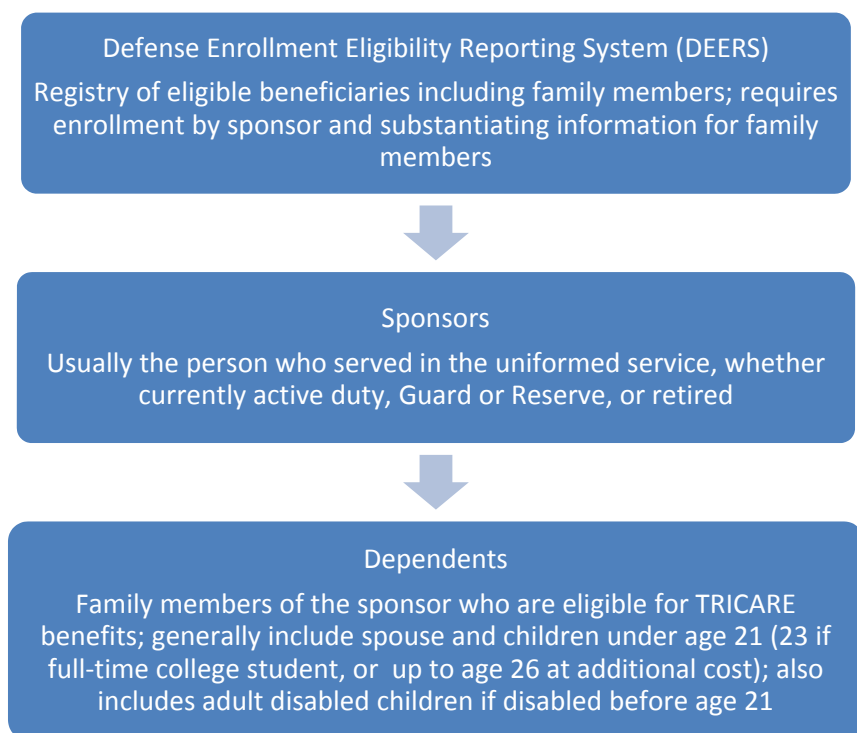 Defense Enrollment Eligibility Reporting System (DEERS)
Registry of eligible beneficiaries including family members; requires
enrollment by sponsor and substantiating information for family
members
Sponsors
Usually the person who served in the uniformed service, whether
currently active duty, Guard or Reserve, or retired
Dependents
Family members of the sponsor who are eligible for TRICARE
benefits; generally include spouse and children under age 21 (23 if
full-time college student, or up to age 26 at additional cost); also
includes adult disabled children if disabled before age 21